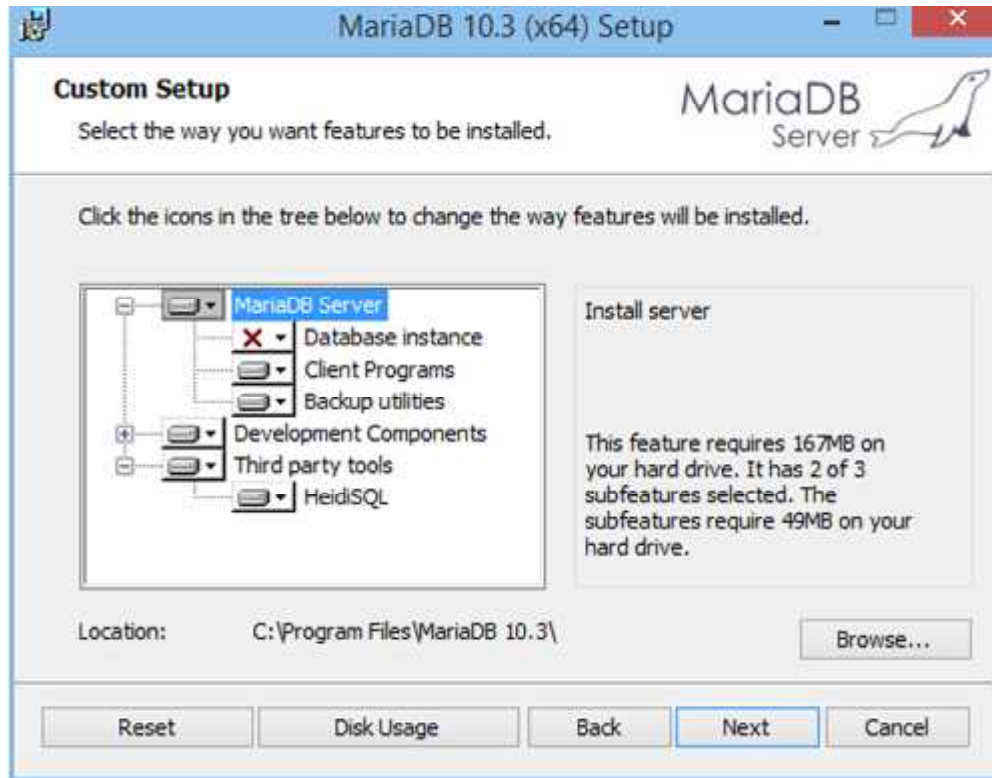 MariaDB 10.3 (x64) Setup
Custom Setup
Select the way you want features to be installed.
MariaDB
Server
Click the icons in the tree below to change the way features will be installed.
MariaDB Server
Database instance
Client Programs
Backup utilities
Development Components
Third party tools
HeidiSQL
Install server
This feature requires 167MB on
your hard drive. It has 2 of 3
subfeatures selected. The
subfeatures require 49MB on your
hard drive.
Location: C:\Program Files\MariaDB 10.3\
Browse...
Reset Disk Usage Back Next Cancel